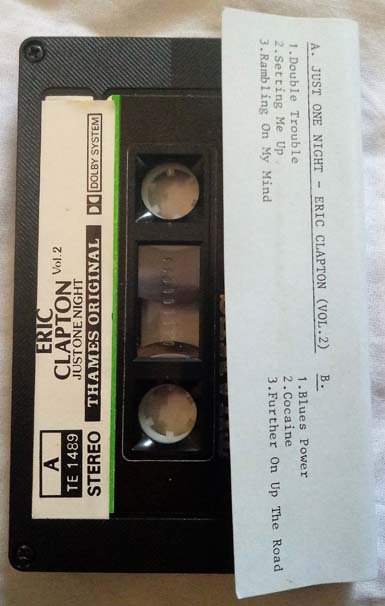 ERIC
CLAPTON Vol.2
JUST ONE NIGHT
A
TE 1489
STEREO
THAMES ORIGINAL
DOLBY SYSTEM
A. JUST ONE NIGHT - ERIC CLAPTON (VOL.2)
1.Double Trouble
2.Setting Me Up
3.Rambling On My Mind
B.
1.Blues Power
2.Cocaine
3.Further On Up The Road